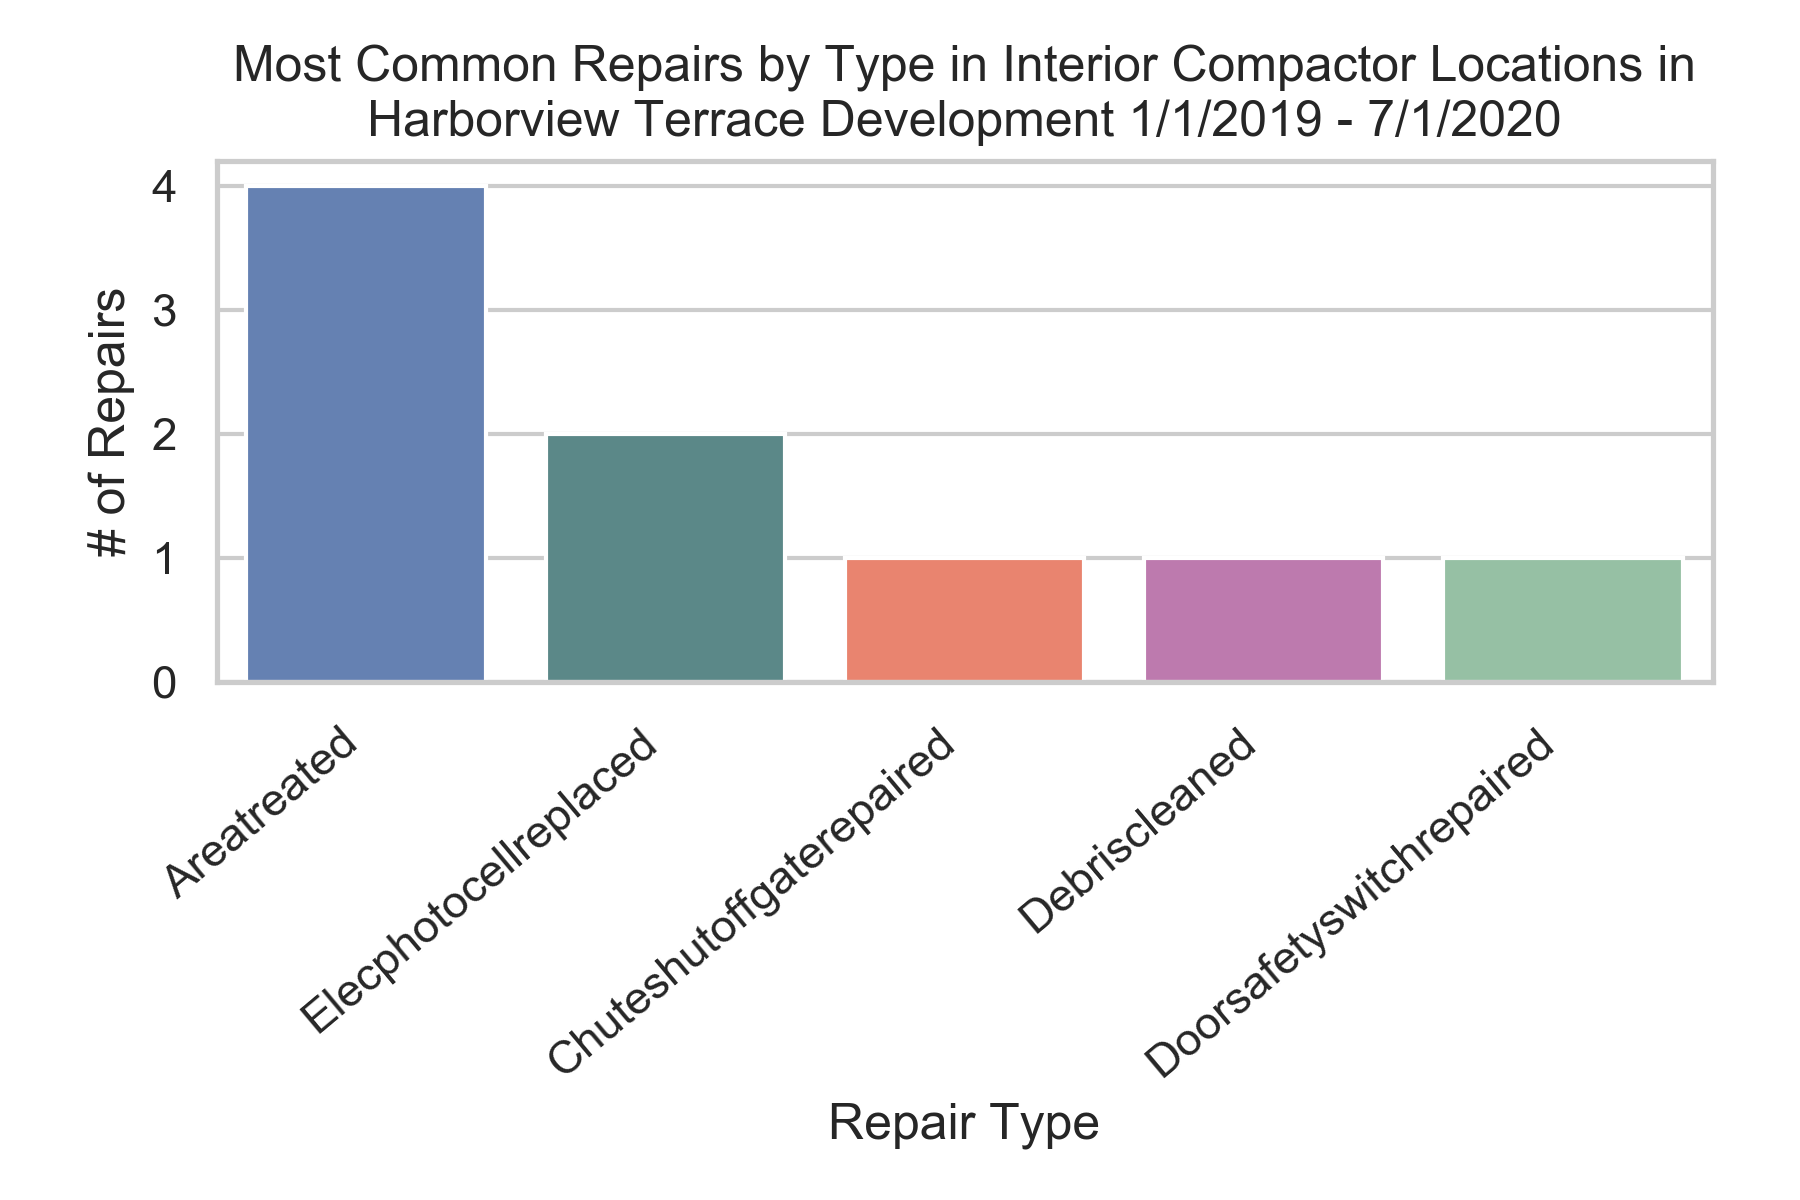 Most Common Repairs by Type in Interior Compactor Locations in
Harborview Terrace Development 1/1/2019 - 7/1/2020
# of Repairs
4
3
2
1
0
Areatreated
Elecphotocellreplaced
Chuteshutoffgaterepaired
Debriscleaned
Doorsafetyswitchrepaired
Repair Type